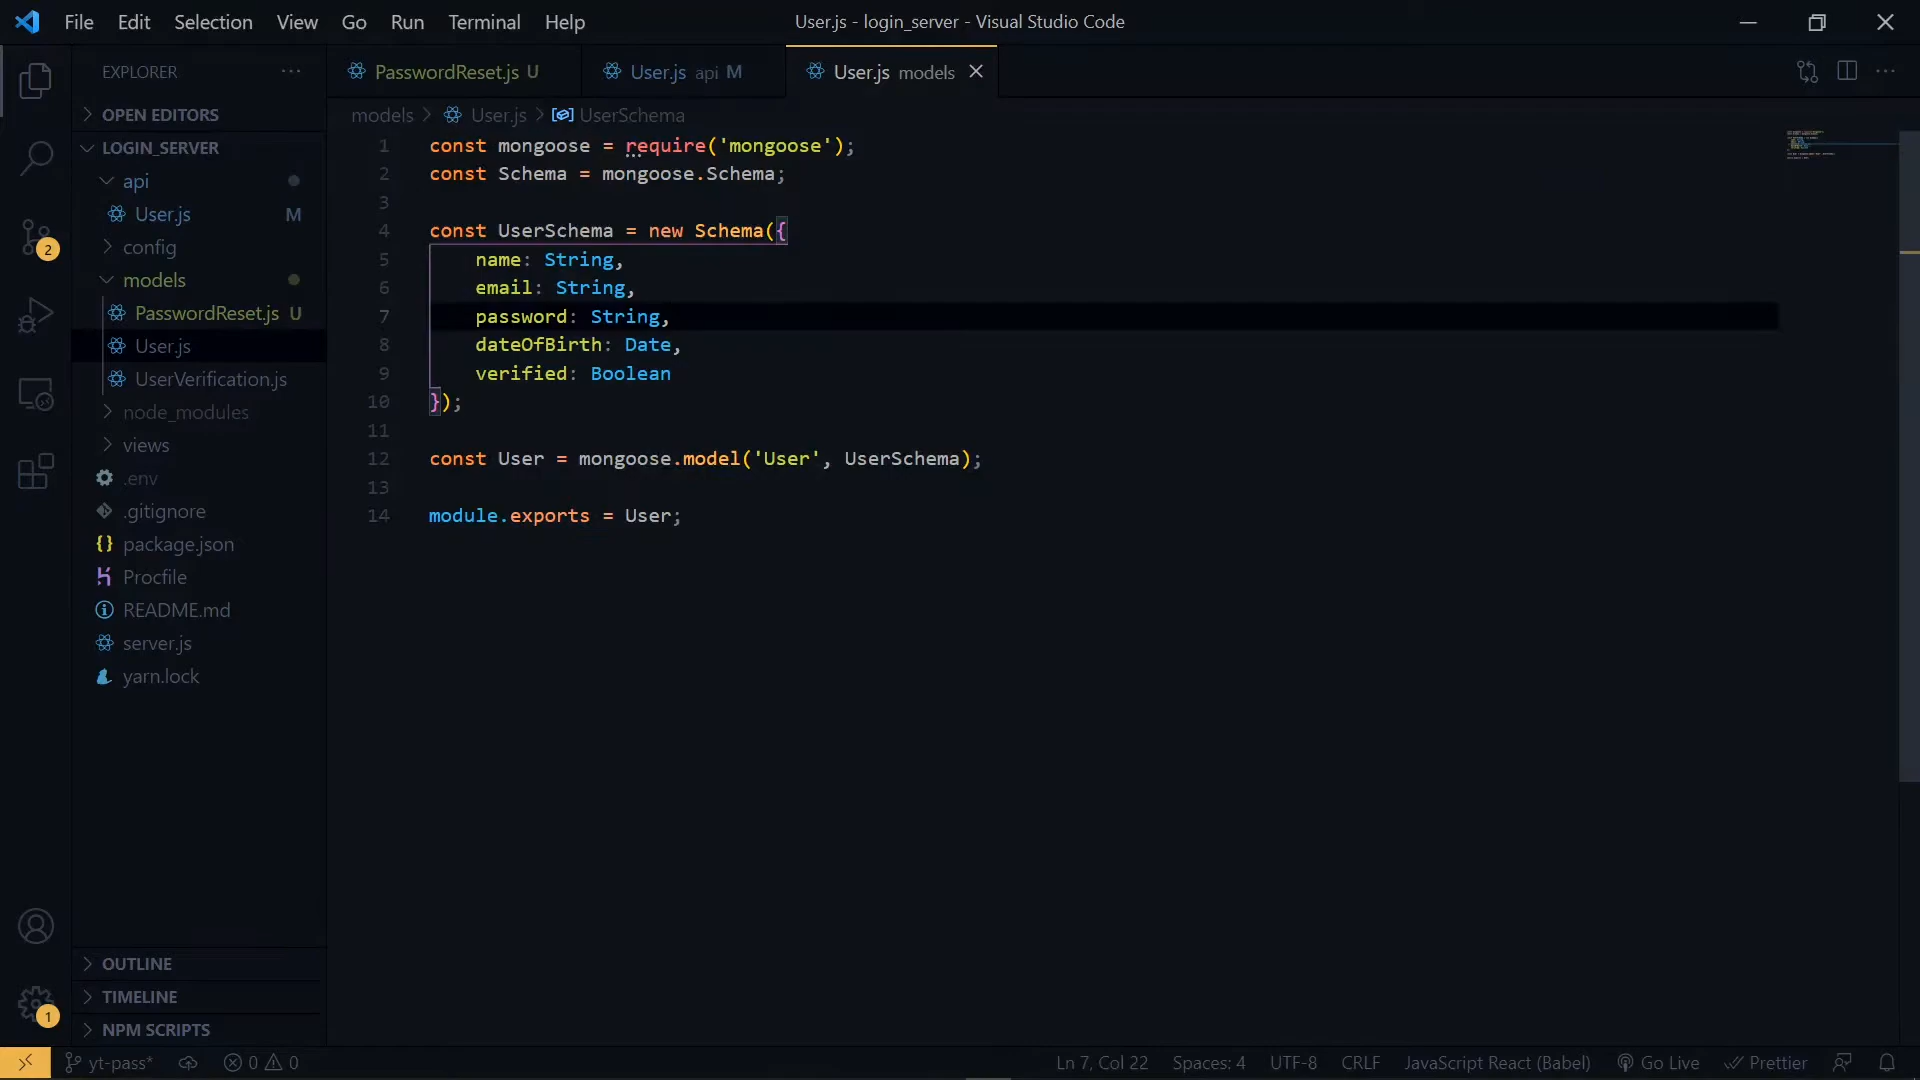 File Edit Selection View Go Run Terminal Help User.js - login_server - Visual Studio Code
EXPLORER
PasswordReset.js U User.js api M User.js models
OPEN EDITORS
LOGIN_SERVER
api
User.js M
config
models
PasswordReset.js U
User.js
UserVerification.js
node_modules
views
.env
.gitignore
package.json
Procfile
README.md
server.js
yarn.lock
OUTLINE
TIMELINE
NPM SCRIPTS
2
1
models > User.js > UserSchema
1 const mongoose = require('mongoose');
2 const Schema = mongoose.Schema;
3
4 const UserSchema = new Schema({
5 name: String,
6 email: String,
7 password: String,
8 dateOfBirth: Date,
9 verified: Boolean
10 });
11
12 const User = mongoose.model('User', UserSchema);
13
14 module.exports = User;
yt-pass* 0 0 Ln 7, Col 22 Spaces: 4 UTF-8 CRLF JavaScript React (Babel) Go Live Prettier